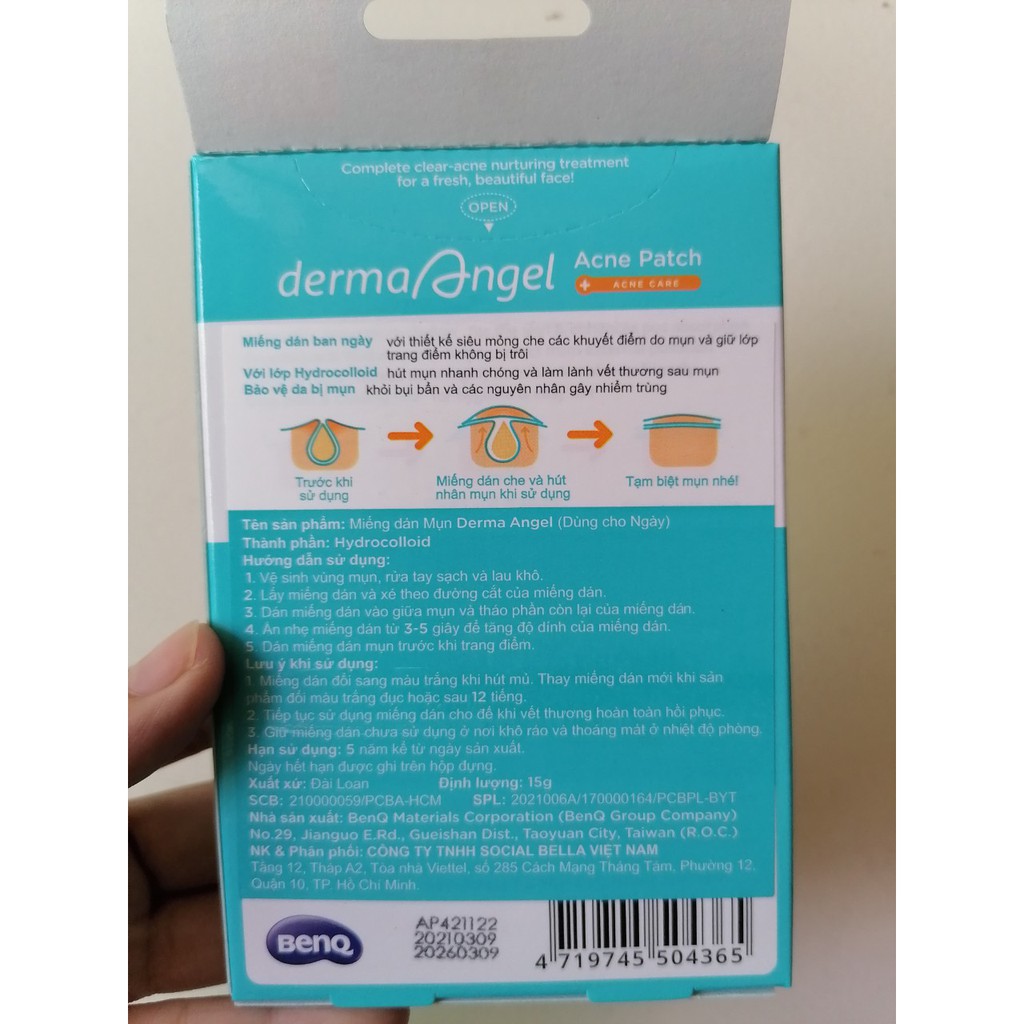 Complete clear-acne nurturing treatment
for a fresh, beautiful face!
OPEN
dermaAngel Acne Patch
ACNE CARE
Miếng dán ban ngày với thiết kế siêu mỏng che các khuyết điểm do mụn và giữ lớp
trang điểm không bị trôi
Với lớp Hydrocolloid hút mụn nhanh chóng và làm lành vết thương sau mụn
Bảo vệ da bị mụn khỏi bụi bẩn và các nguyên nhân gây nhiễm trùng
Trước khi
sử dụng
Miếng dán che và hút
nhân mụn khi sử dụng
Tạm biệt mụn nhé!
Tên sản phẩm: Miếng dán Mụn Derma Angel (Dùng cho Ngày)
Thành phần: Hydrocolloid
Hướng dẫn sử dụng:
1. Vệ sinh vùng mụn, rửa tay sạch và lau khô.
2. Lấy miếng dán và xé theo đường cắt của miếng dán.
3. Dán miếng dán vào giữa mụn và tháo phần còn lại của miếng dán.
4. Ấn nhẹ miếng dán từ 3-5 giây để tăng độ dính của miếng dán.
5. Dán miếng dán mụn trước khi trang điểm.
Lưu ý khi sử dụng:
1. Miếng dán đổi sang màu trắng khi hút mủ. Thay miếng dán mới khi sản
phẩm đổi màu trắng đục hoặc sau 12 tiếng.
2. Tiếp tục sử dụng miếng dán cho để khi vết thương hoàn toàn hồi phục.
3. Giữ miếng dán chưa sử dụng ở nơi khô ráo và thoáng mát ở nhiệt độ phòng.
Hạn sử dụng: 5 năm kể từ ngày sản xuất.
Ngày hết hạn được ghi trên hộp đựng.
Xuất xứ: Đài Loan Định lượng: 15g
SCB: 210000059/PCBA-HCM SPL: 2021006A/170000164/PCBPL-BYT
Nhà sản xuất: BenQ Materials Corporation (BenQ Group Company)
No.29, Jianguo E.Rd., Gueishan Dist., Taoyuan City, Taiwan (R.O.C.)
NK & Phân phối: CÔNG TY TNHH SOCIAL BELLA VIỆT NAM
Tầng 12, Tháp A2, Tòa nhà Viettel, số 285 Cách Mạng Tháng Tám, Phường 12,
Quận 10, TP. Hồ Chí Minh.
BenQ
AP421122
20210309
20260309
4 719745 504365